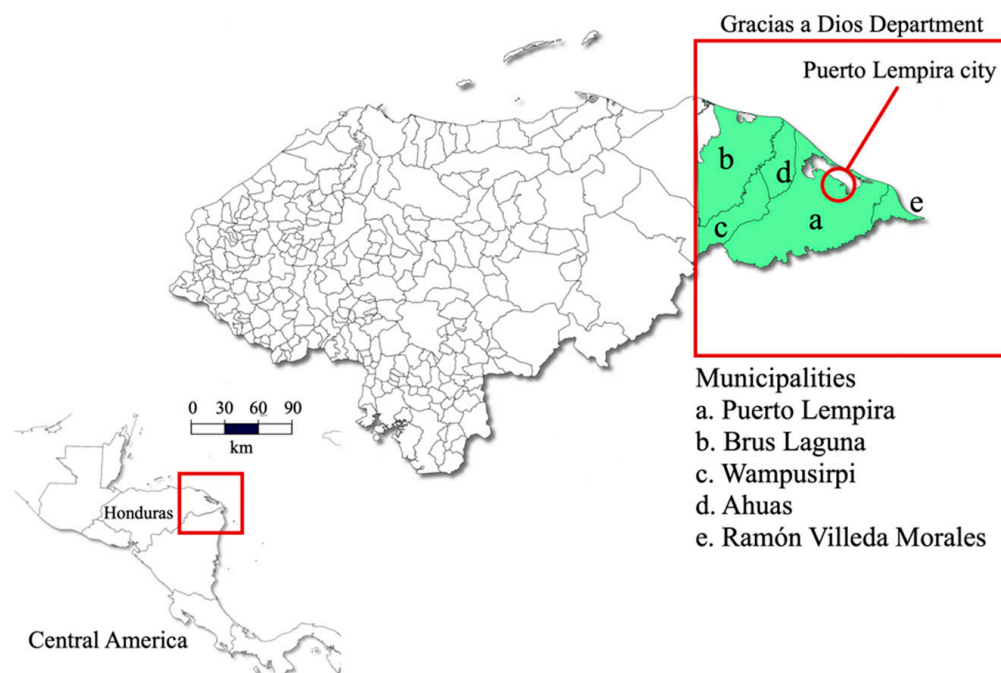 Gracias a Dios Department
Puerto Lempira city
b
d
a
e
c
Municipalities
a. Puerto Lempira
b. Brus Laguna
c. Wampusirpi
d. Ahuas
e. Ramón Villeda Morales
0 30 60 90
km
Honduras
Central America